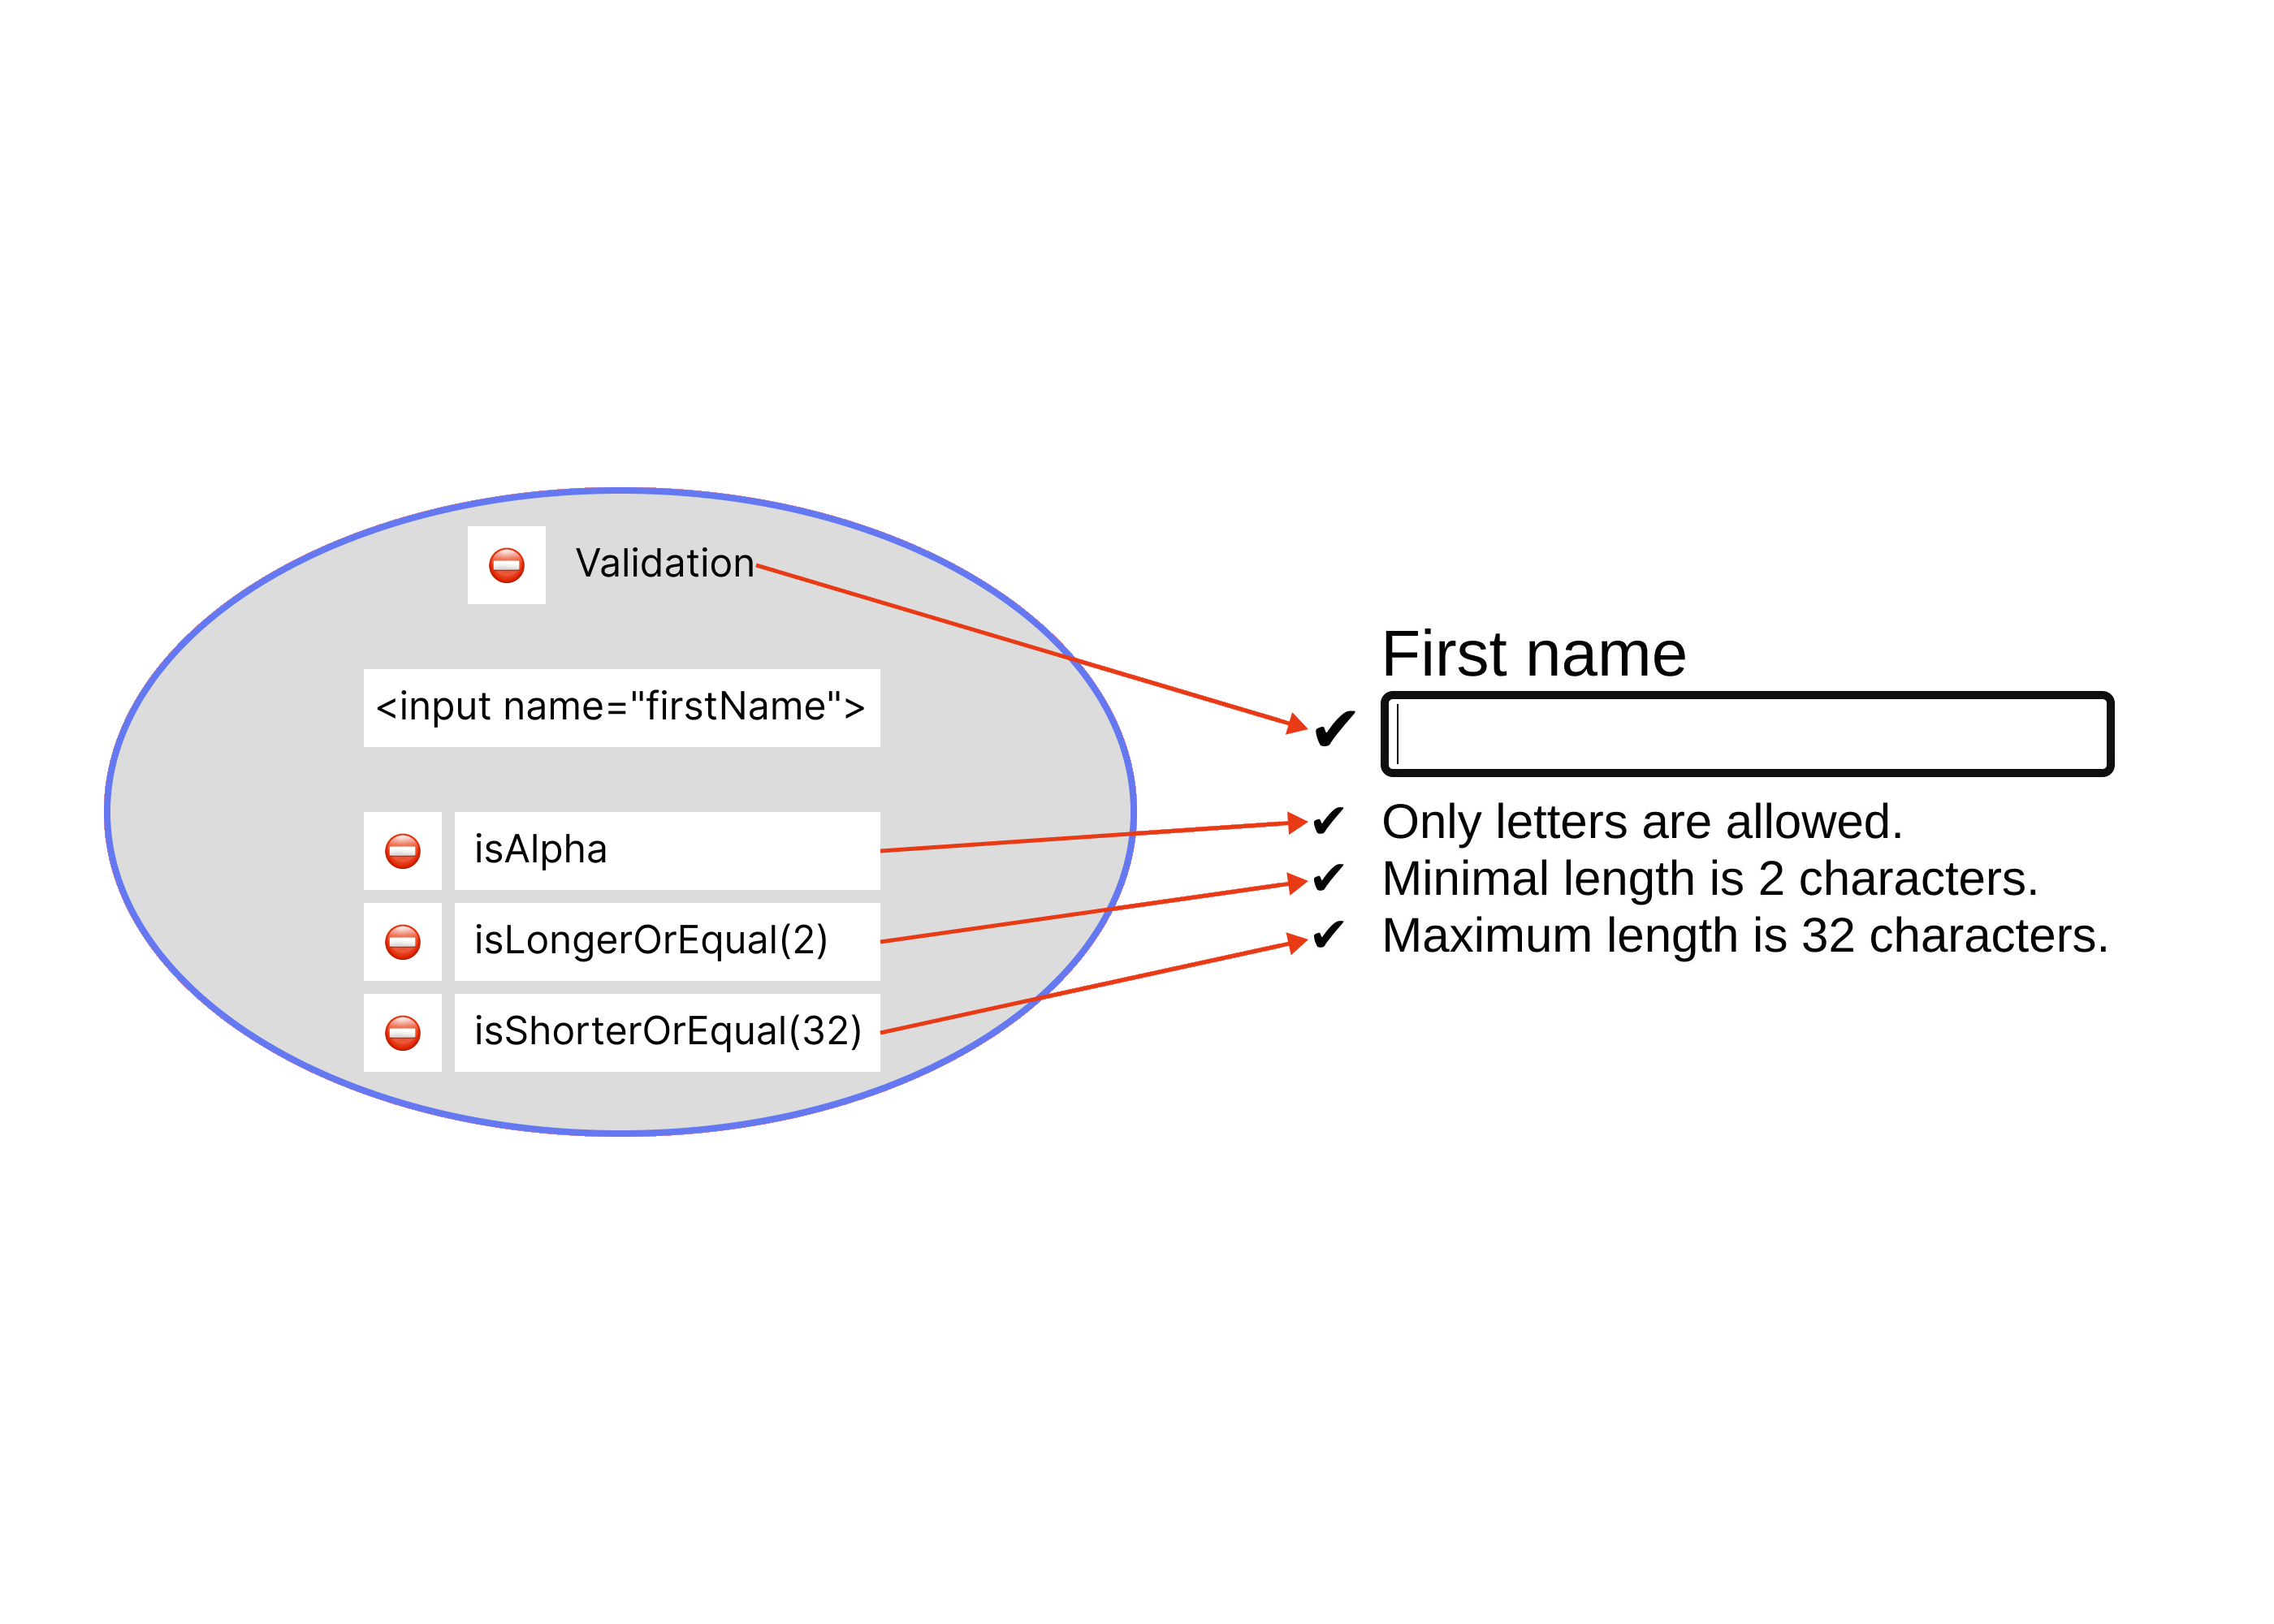 Validation
<input name="firstName">
isAlpha
isLongerOrEqual(2)
isShorterOrEqual(32)
First name
✔
✔ Only letters are allowed.
✔ Minimal length is 2 characters.
✔ Maximum length is 32 characters.